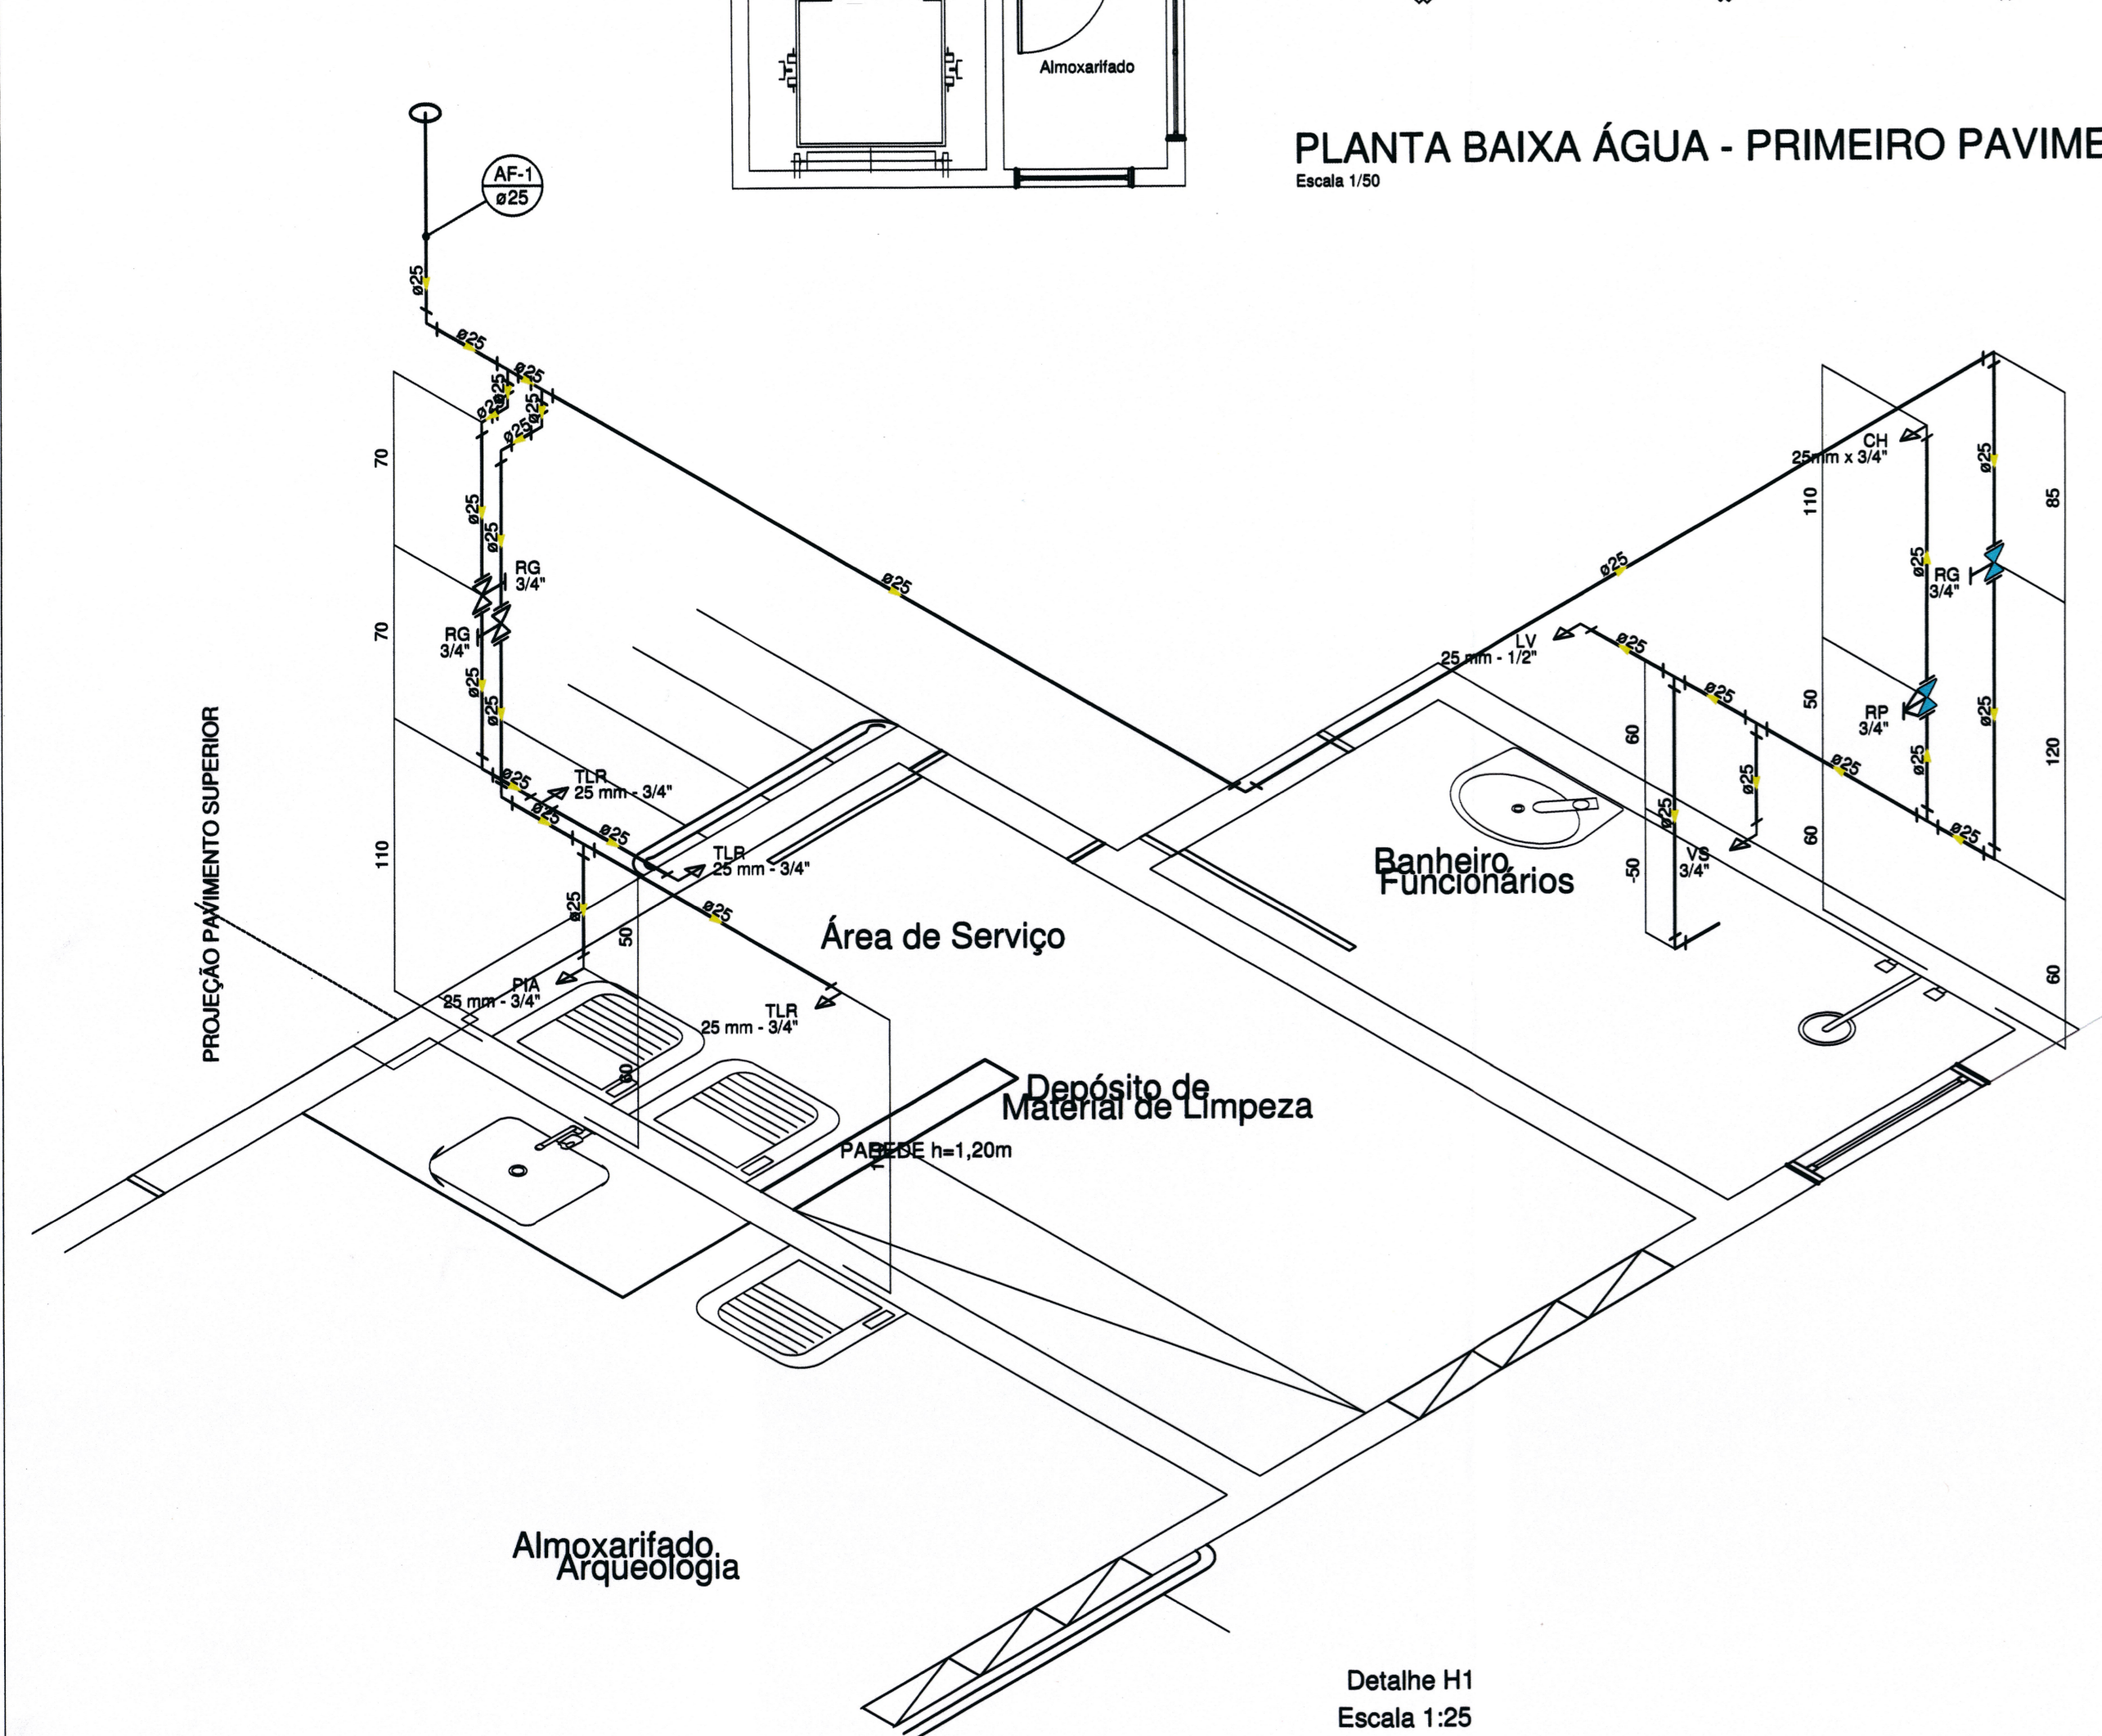 Almoxarifado
PLANTA BAIXA ÁGUA - PRIMEIRO PAVIME
Escala 1/50
AF-1
ø25
ø25
ø25
ø25
ø25
ø25
ø25
ø25
70
ø25
ø25
RG
3/4"
70
RG
3/4"
ø25
ø25
110
ø25
TLR
25 mm - 3/4"
ø25
ø25
TLR
25 mm - 3/4"
ø25
ø25
50
PIA
25 mm - 3/4"
TLR
25 mm - 3/4"
60
PROJEÇÃO PAVIMENTO SUPERIOR
ø25
ø25
CH
25mm x 3/4"
110
ø25
85
ø25
RG
3/4"
LV
25 mm - 1/2"
ø25
ø25
50
RP
3/4"
ø25
60
120
ø25
ø25
ø25
ø25
60
ø25
-50
VS
3/4"
60
Banheiro
Funcionários
Área de Serviço
Depósito de
Material de Limpeza
PAREDE h=1,20m
Almoxarifado
Arqueologia
Detalhe H1
Escala 1:25